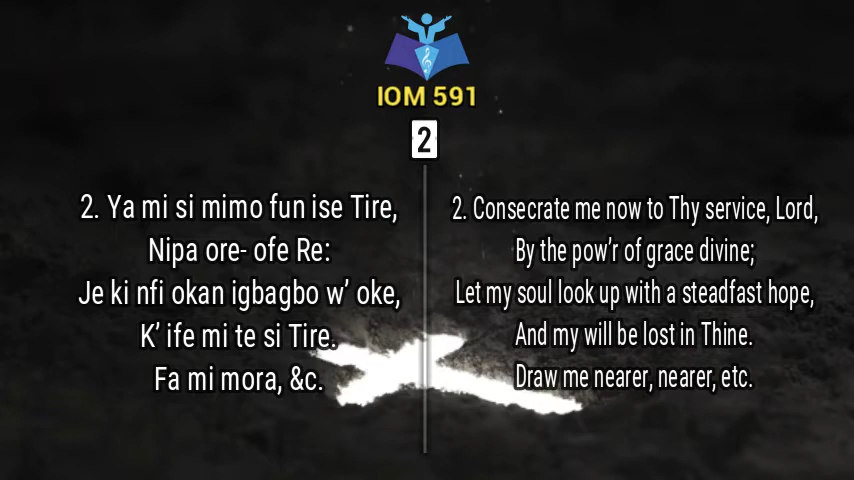 IOM 591
2
2. Ya mi si mimo fun ise Tire,
Nipa ore- ofe Re:
Je ki nfi okan igbagbo w’ oke,
K’ ife mi te si Tire.
Fa mi mora, &c.
2. Consecrate me now to Thy service, Lord,
By the pow’r of grace divine;
Let my soul look up with a steadfast hope,
And my will be lost in Thine.
Draw me nearer, nearer, etc.